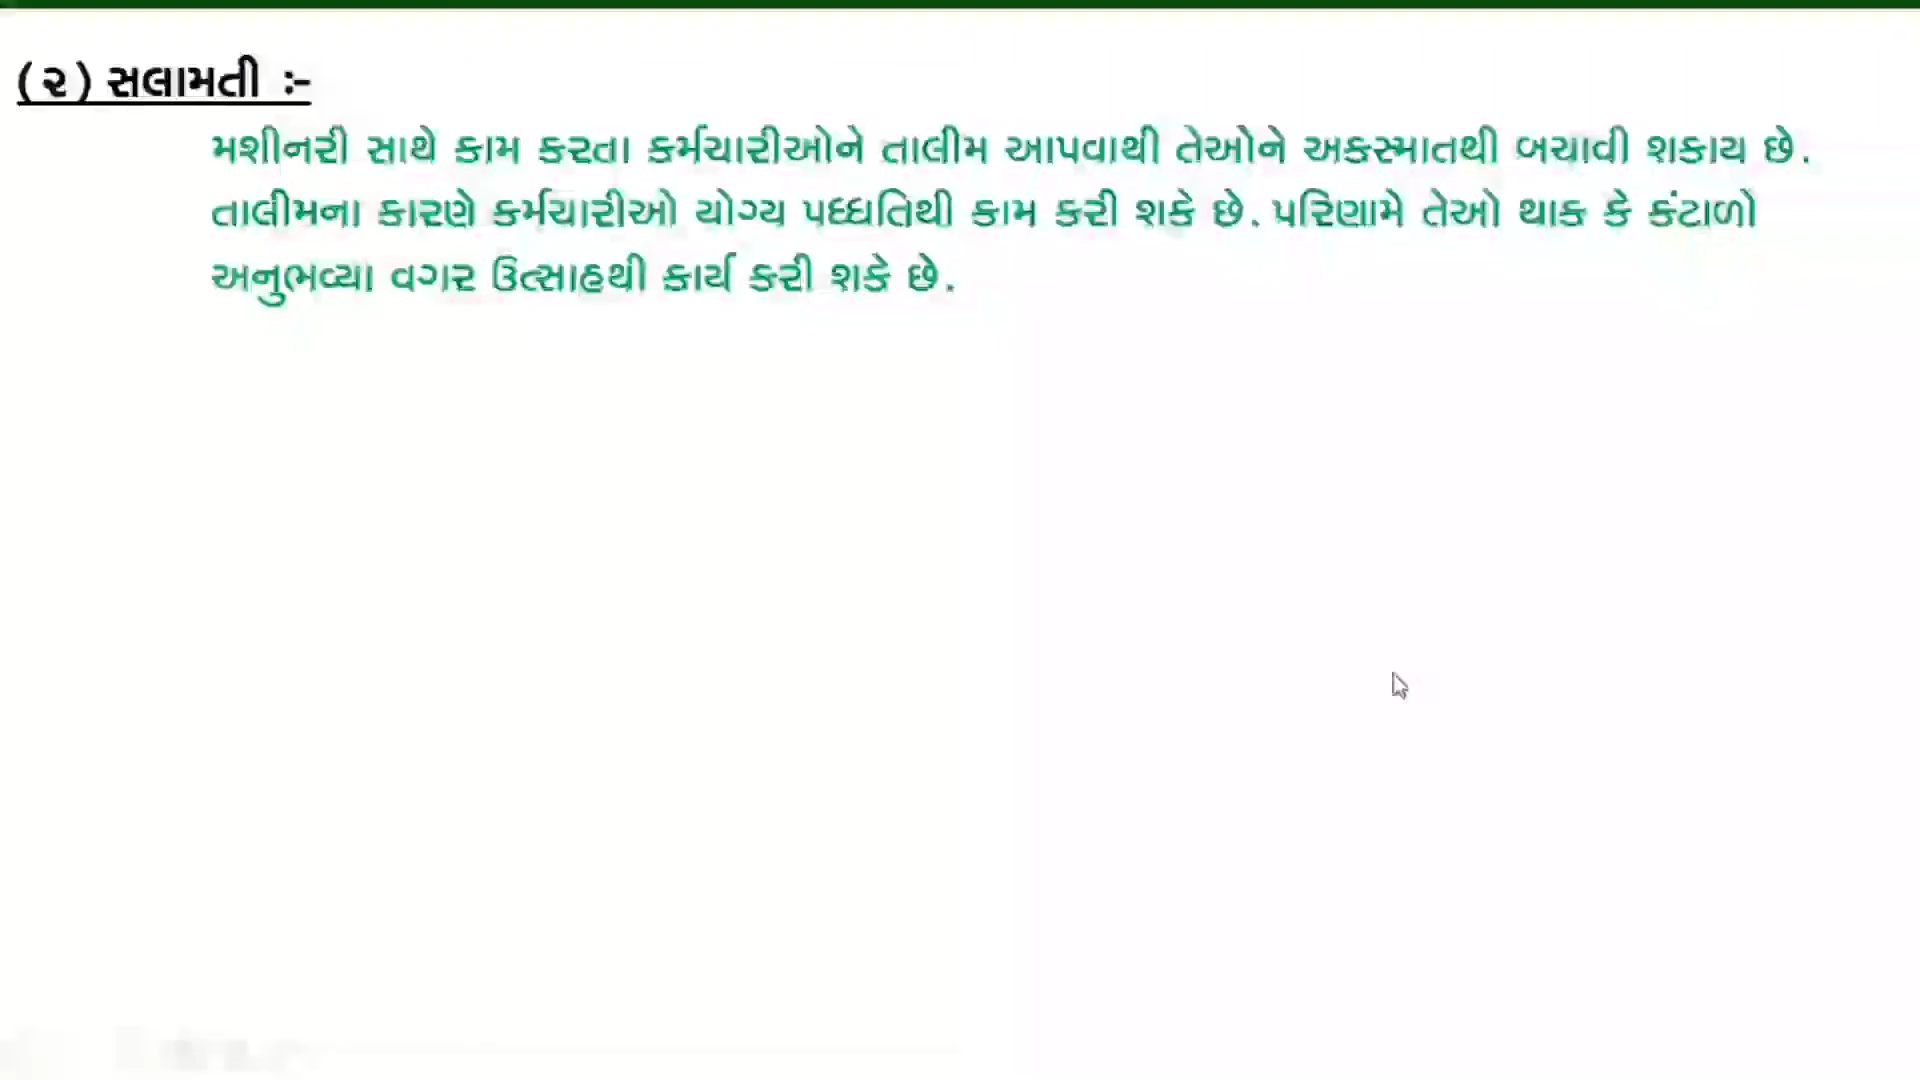 (૨) સલામતી :-
મશીનરી સાથે કામ કરતા કર્મચારીઓને તાલીમ આપવાથી તેઓને અકસ્માતથી બચાવી શકાય છે.
તાલીમના કારણે કર્મચારીઓ યોગ્ય પધ્ધતિથી કામ કરી શકે છે. પરિણામે તેઓ થાક કે કંટાળો
અનુભવ્યા વગર ઉત્સાહથી કાર્ય કરી શકે છે.